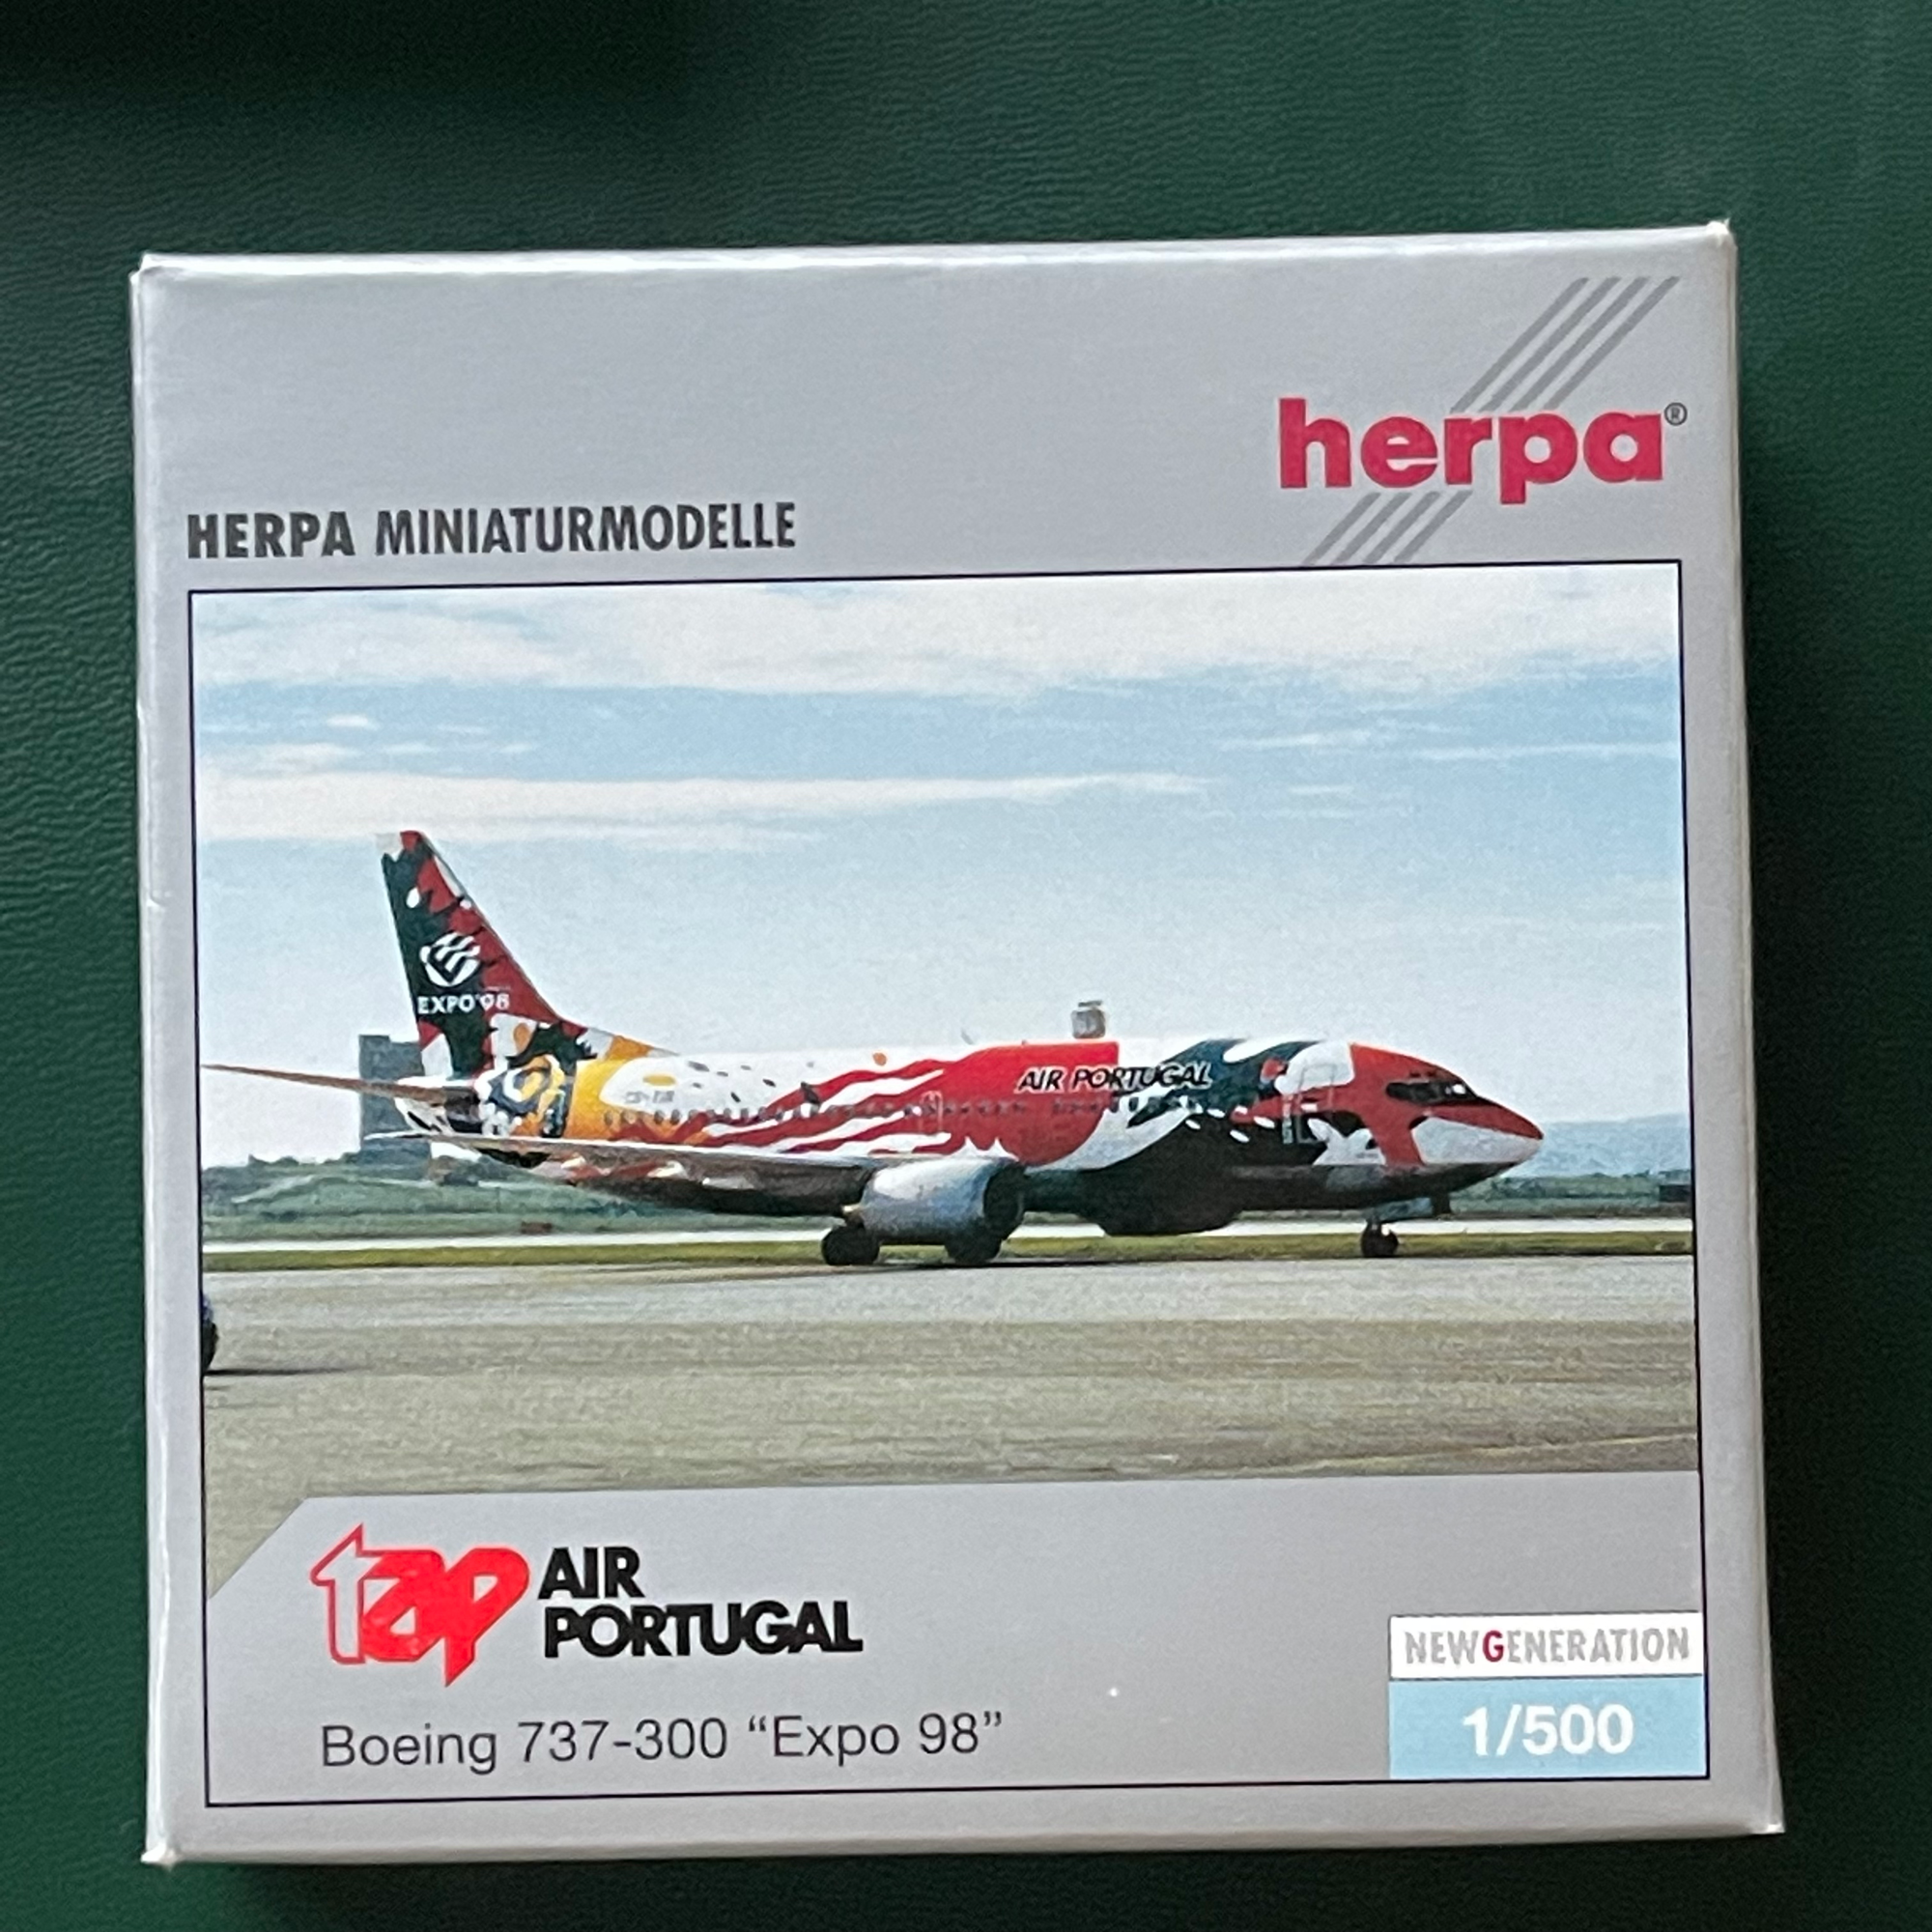 herpa®
HERPA MINIATURMODELLE
EXPO'98
AIR PORTUGAL
tap AIR
PORTUGAL
NEWGENERATION
Boeing 737-300 “Expo 98”
1/500